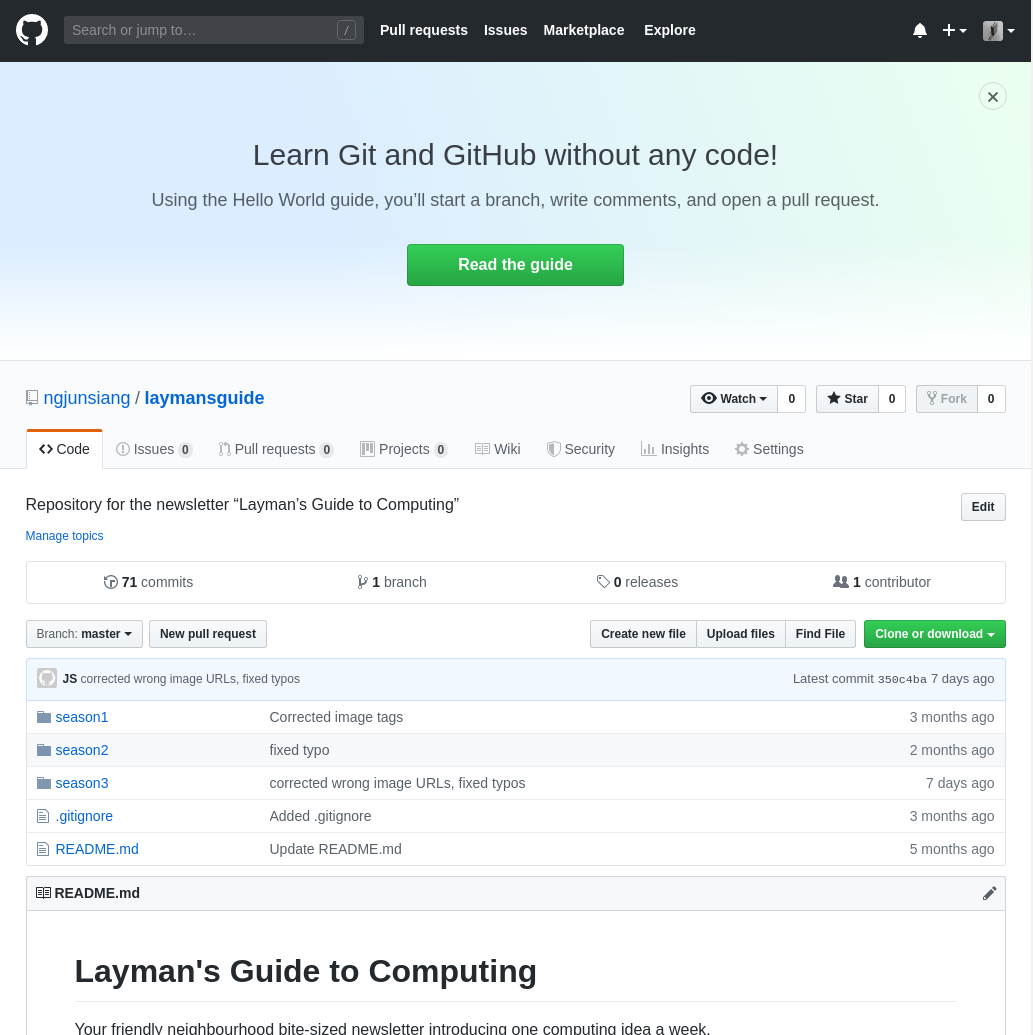 Search or jump to… / Pull requests Issues Marketplace Explore
Learn Git and GitHub without any code!
Using the Hello World guide, you’ll start a branch, write comments, and open a pull request.
Read the guide
ngjunsiang / laymansguide Watch 0 Star 0 Fork 0
Code Issues 0 Pull requests 0 Projects 0 Wiki Security Insights Settings
Repository for the newsletter “Layman’s Guide to Computing” Edit
Manage topics
71 commits 1 branch 0 releases 1 contributor
Branch: master New pull request Create new file Upload files Find File Clone or download
JS corrected wrong image URLs, fixed typos Latest commit 350c4ba 7 days ago
season1 Corrected image tags 3 months ago
season2 fixed typo 2 months ago
season3 corrected wrong image URLs, fixed typos 7 days ago
.gitignore Added .gitignore 3 months ago
README.md Update README.md 5 months ago
README.md
Layman's Guide to Computing
Your friendly neighbourhood bite-sized newsletter introducing one computing idea a week.